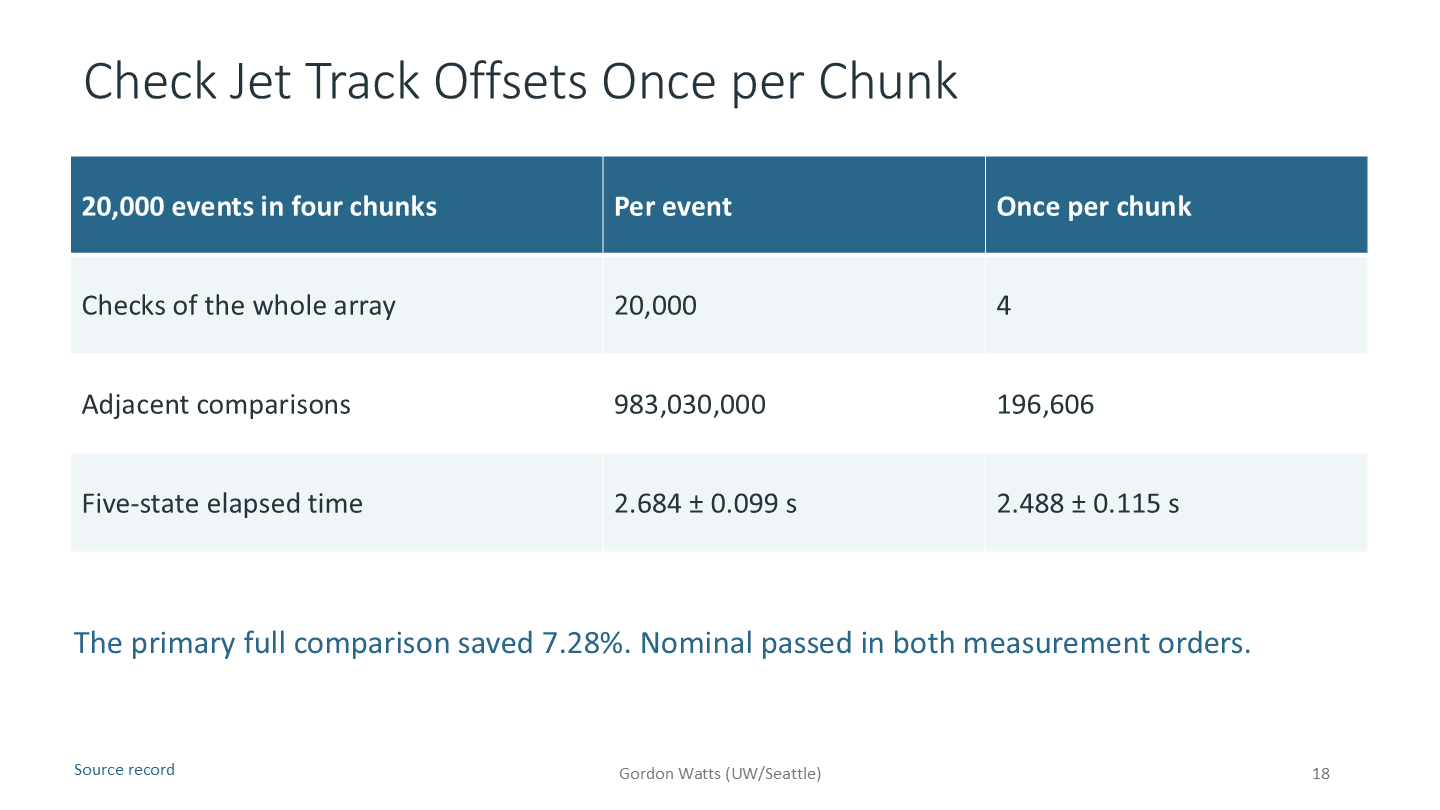 Check Jet Track Offsets Once per Chunk
20,000 events in four chunks Per event Once per chunk
Checks of the whole array 20,000 4
Adjacent comparisons 983,030,000 196,606
Five-state elapsed time 2.684 ± 0.099 s 2.488 ± 0.115 s
The primary full comparison saved 7.28%. Nominal passed in both measurement orders.
Source record Gordon Watts (UW/Seattle) 18